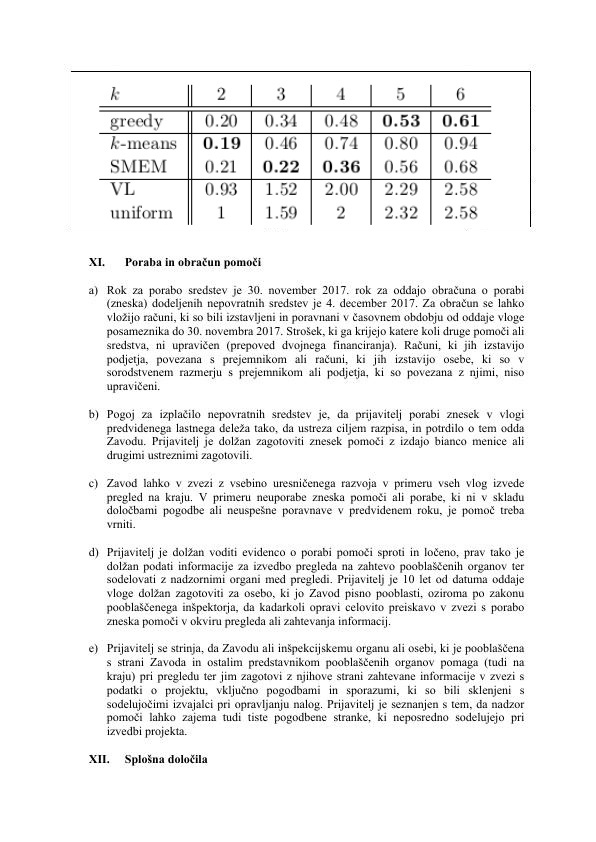 k 2 3 4 5 6
greedy 0.20 0.34 0.48 0.53 0.61
k-means 0.19 0.46 0.74 0.80 0.94
SMEM 0.21 0.22 0.36 0.56 0.68
VL 0.93 1.52 2.00 2.29 2.58
uniform 1 1.59 2 2.32 2.58
XI. Poraba in obračun pomoči
a) Rok za porabo sredstev je 30. november 2017. rok za oddajo obračuna o porabi
(zneska) dodeljenih nepovratnih sredstev je 4. december 2017. Za obračun se lahko
vložijo računi, ki so bili izstavljeni in poravnani v časovnem obdobju od oddaje vloge
posameznika do 30. novembra 2017. Strošek, ki ga krijejo katere koli druge pomoči ali
sredstva, ni upravičen (prepoved dvojnega financiranja). Računi, ki jih izstavijo
podjetja, povezana s prejemnikom ali računi, ki jih izstavijo osebe, ki so v
sorodstvenem razmerju s prejemnikom ali podjetja, ki so povezana z njimi, niso
upravičeni.
b) Pogoj za izplačilo nepovratnih sredstev je, da prijavitelj porabi znesek v vlogi
predvidenega lastnega deleža tako, da ustreza ciljem razpisa, in potrdilo o tem odda
Zavodu. Prijavitelj je dolžan zagotoviti znesek pomoči z izdajo bianco menice ali
drugimi ustreznimi zagotovili.
c) Zavod lahko v zvezi z vsebino uresničenega razvoja v primeru vseh vlog izvede
pregled na kraju. V primeru neuporabe zneska pomoči ali porabe, ki ni v skladu
določbami pogodbe ali neuspešne poravnave v predvidenem roku, je pomoč treba
vrniti.
d) Prijavitelj je dolžan voditi evidenco o porabi pomoči sproti in ločeno, prav tako je
dolžan podati informacije za izvedbo pregleda na zahtevo pooblaščenih organov ter
sodelovati z nadzornimi organi med pregledi. Prijavitelj je 10 let od datuma oddaje
vloge dolžan zagotoviti za osebo, ki jo Zavod pisno pooblasti, oziroma po zakonu
pooblaščenega inšpektorja, da kadarkoli opravi celovito preiskavo v zvezi s porabo
zneska pomoči v okviru pregleda ali zahtevanja informacij.
e) Prijavitelj se strinja, da Zavodu ali inšpekcijskemu organu ali osebi, ki je pooblaščena
s strani Zavoda in ostalim predstavnikom pooblaščenih organov pomaga (tudi na
kraju) pri pregledu ter jim zagotovi z njihove strani zahtevane informacije v zvezi s
podatki o projektu, vključno pogodbami in sporazumi, ki so bili sklenjeni s
sodelujočimi izvajalci pri opravljanju nalog. Prijavitelj je seznanjen s tem, da nadzor
pomoči lahko zajema tudi tiste pogodbene stranke, ki neposredno sodelujejo pri
izvedbi projekta.
XII. Splošna določila